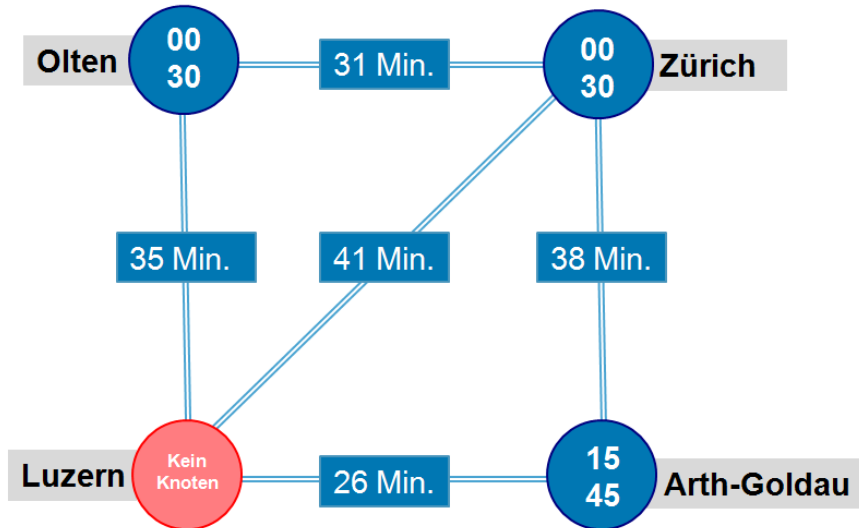 Olten
00
30
31 Min.
00
30
Zürich
35 Min.
41 Min.
38 Min.
Luzern
Kein
Knoten
26 Min.
15
45
Arth-Goldau